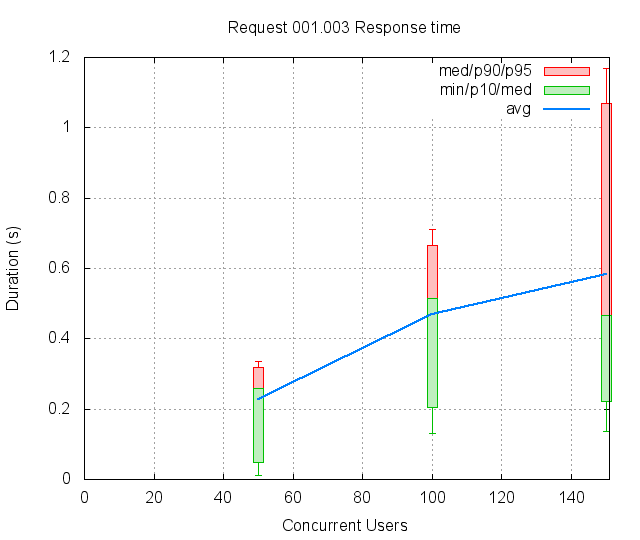 Request 001.003 Response time
med/p90/p95
min/p10/med
avg
1.2
1
0.8
0.6
0.4
0.2
0
Duration (s)
0 20 40 60 80 100 120 140
Concurrent Users